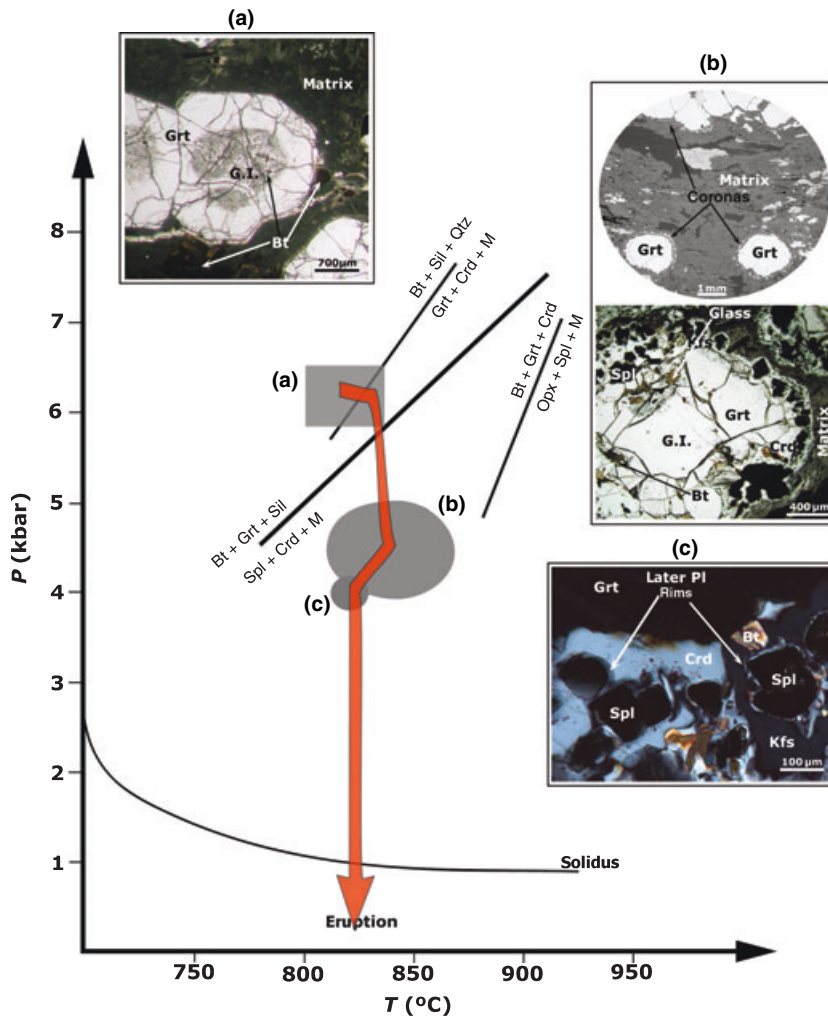 (a)
Matrix
Grt
G.I.
Bt
700µm
(b)
Matrix
Coronas
Grt
Grt
1mm
Glass
Kfs
Spl
Grt
G.I.
Crd
Matrix
Bt
400µm
(c)
Grt
Later Pl
Rims
Bt
Crd
Spl
Spl
Kfs
100 µm
P (kbar)
8
7
6
5
4
3
2
1
Bt + Sil + Qtz
Grt + Crd + M
Bt + Grt + Sil
Spl + Crd + M
Bt + Grt + Crd
Opx + Spl + M
(a)
(b)
(c)
Solidus
Eruption
750
800
850
900
950
T (°C)